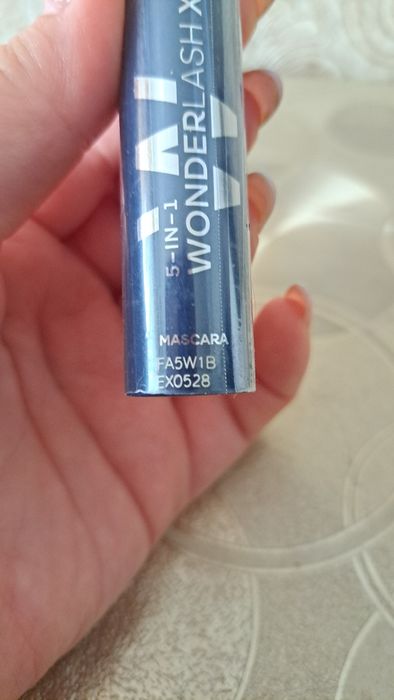 5-IN-1
WONDERLASH X
MASCARA
FA5W1B
EX0528